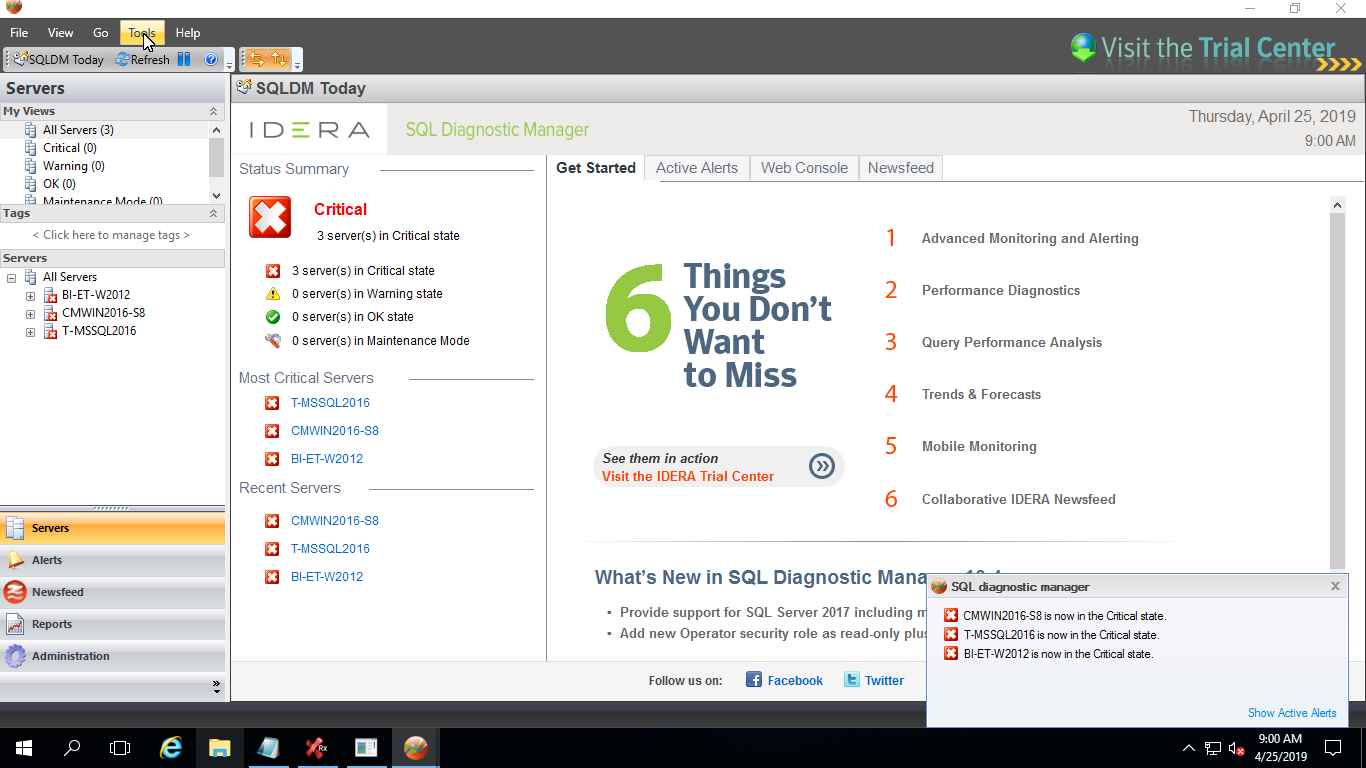 File View Go Tools Help
SQLDM Today Refresh
Visit the Trial Center
Servers
My Views
All Servers (3)
Critical (0)
Warning (0)
OK (0)
Maintenance Mode (0)
Tags
< Click here to manage tags >
Servers
All Servers
BI-ET-W2012
CMWIN2016-S8
T-MSSQL2016
Servers
Alerts
Newsfeed
Reports
Administration
SQLDM Today
IDERA SQL Diagnostic Manager
Thursday, April 25, 2019
9:00 AM
Status Summary
Critical
3 server(s) in Critical state
3 server(s) in Critical state
0 server(s) in Warning state
0 server(s) in OK state
0 server(s) in Maintenance Mode
Most Critical Servers
T-MSSQL2016
CMWIN2016-S8
BI-ET-W2012
Recent Servers
CMWIN2016-S8
T-MSSQL2016
BI-ET-W2012
Get Started Active Alerts Web Console Newsfeed
6 Things
You Don't
Want
to Miss
See them in action
Visit the IDERA Trial Center
1 Advanced Monitoring and Alerting
2 Performance Diagnostics
3 Query Performance Analysis
4 Trends & Forecasts
5 Mobile Monitoring
6 Collaborative IDERA Newsfeed
What's New in SQL Diagnostic Mana
• Provide support for SQL Server 2017 including
• Add new Operator security role as read-only plus
Follow us on: Facebook Twitter
SQL diagnostic manager
CMWIN2016-S8 is now in the Critical state.
T-MSSQL2016 is now in the Critical state.
BI-ET-W2012 is now in the Critical state.
Show Active Alerts
Rx
9:00 AM
4/25/2019